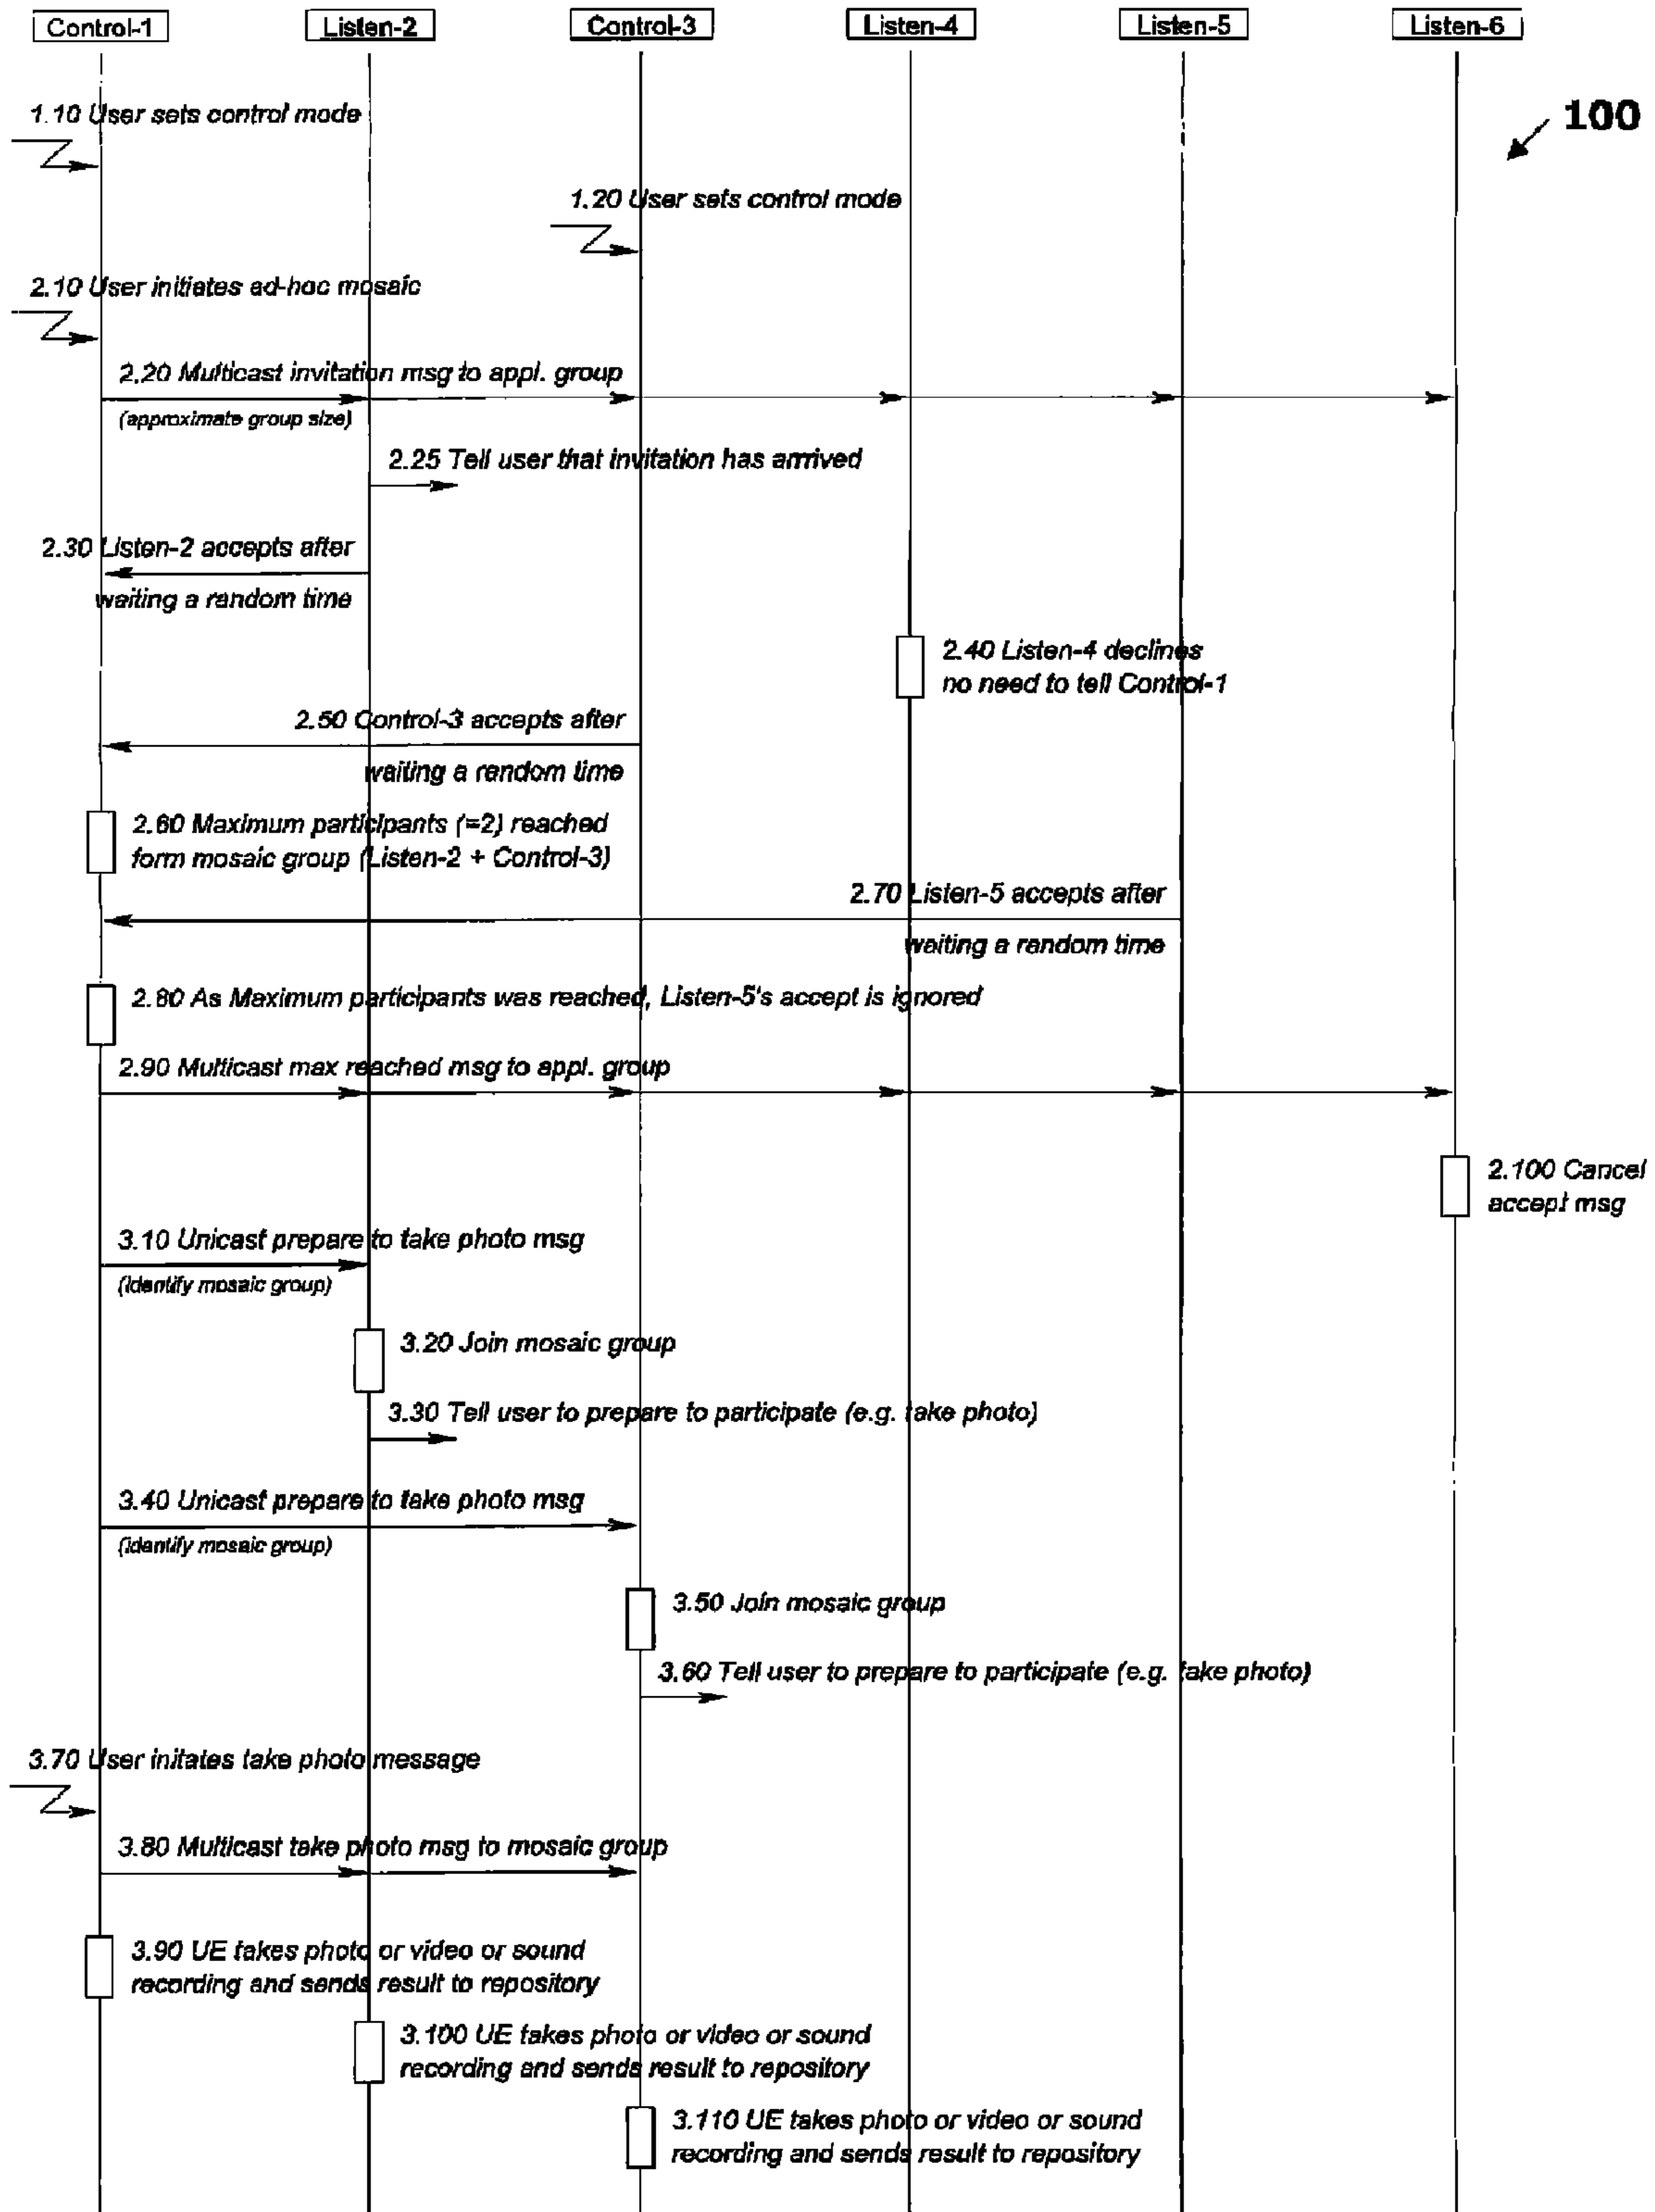 Control-1 Listen-2 Control-3 Listen-4 Listen-5 Listen-6
1.10 User sets control mode
100
1.20 User sets control mode
2.10 User initiates ad-hoc mosaic
2.20 Multicast invitation msg to appl. group
(approximate group size)
2.25 Tell user that invitation has arrived
2.30 Listen-2 accepts after
waiting a random time
2.40 Listen-4 declines
no need to tell Control-1
2.50 Control-3 accepts after
waiting a random time
2.60 Maximum participants (=2) reached
form mosaic group (Listen-2 + Control-3)
2.70 Listen-5 accepts after
waiting a random time
2.80 As Maximum participants was reached, Listen-5's accept is ignored
2.90 Multicast max reached msg to appl. group
2.100 Cancel
accept msg
3.10 Unicast prepare to take photo msg
(identify mosaic group)
3.20 Join mosaic group
3.30 Tell user to prepare to participate (e.g. take photo)
3.40 Unicast prepare to take photo msg
(identify mosaic group)
3.50 Join mosaic group
3.60 Tell user to prepare to participate (e.g. take photo)
3.70 User initates take photo message
3.80 Multicast take photo msg to mosaic group
3.90 UE takes photo or video or sound
recording and sends result to repository
3.100 UE takes photo or video or sound
recording and sends result to repository
3.110 UE takes photo or video or sound
recording and sends result to repository